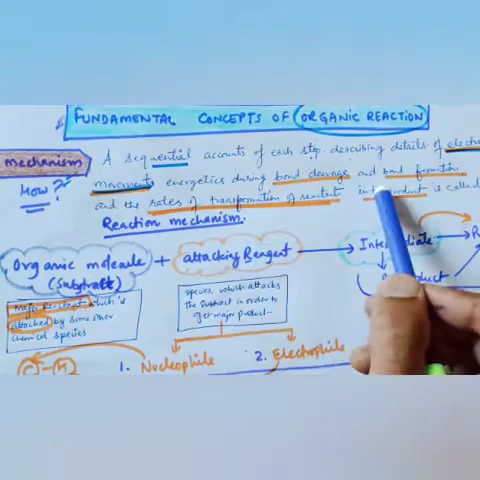 FUNDAMENTAL CONCEPTS OF ORGANIC REACTION
mechanism
How?
A sequential accounts of each step describing details of electro
movements energetics during bond cleavage and bond formation
and the rates of transformation of reactant into product is called
Reaction mechanism.
Organic molecule
(substrate)
+ attacking Reagent
Intermediate
Product
Major Reactant which is
attacked by some other
chemical species
species, which attacks
the substract in order to
get major product
1. Nucleophile
2. Electrophile